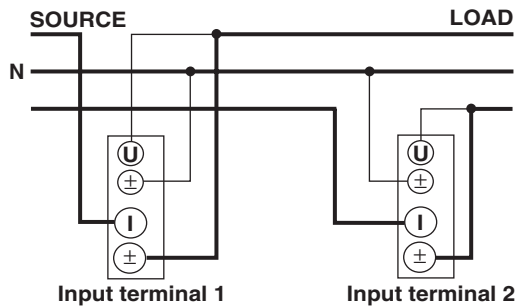 SOURCE LOAD
N
U U
± ±
I I
± ±
Input terminal 1 Input terminal 2